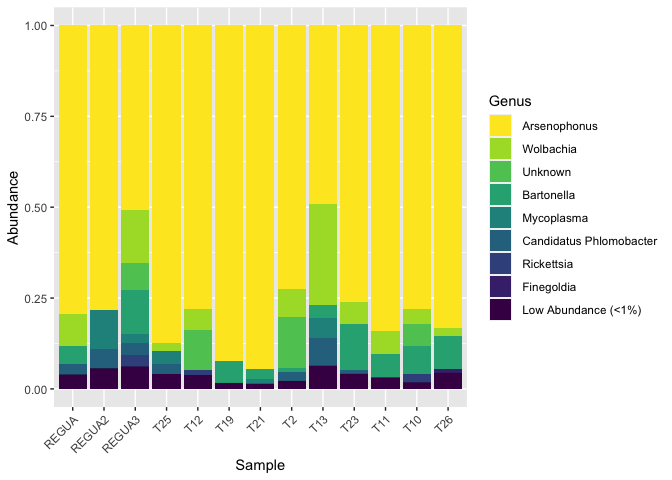 1.00
0.75
0.50
0.25
0.00
Abundance
REGUA
REGUA2
REGUA3
T25
T12
T19
T21
T2
T13
T23
T11
T10
T26
Sample
Genus
Arsenophonus
Wolbachia
Unknown
Bartonella
Mycoplasma
Candidatus Phlomobacter
Rickettsia
Finegoldia
Low Abundance (<1%)